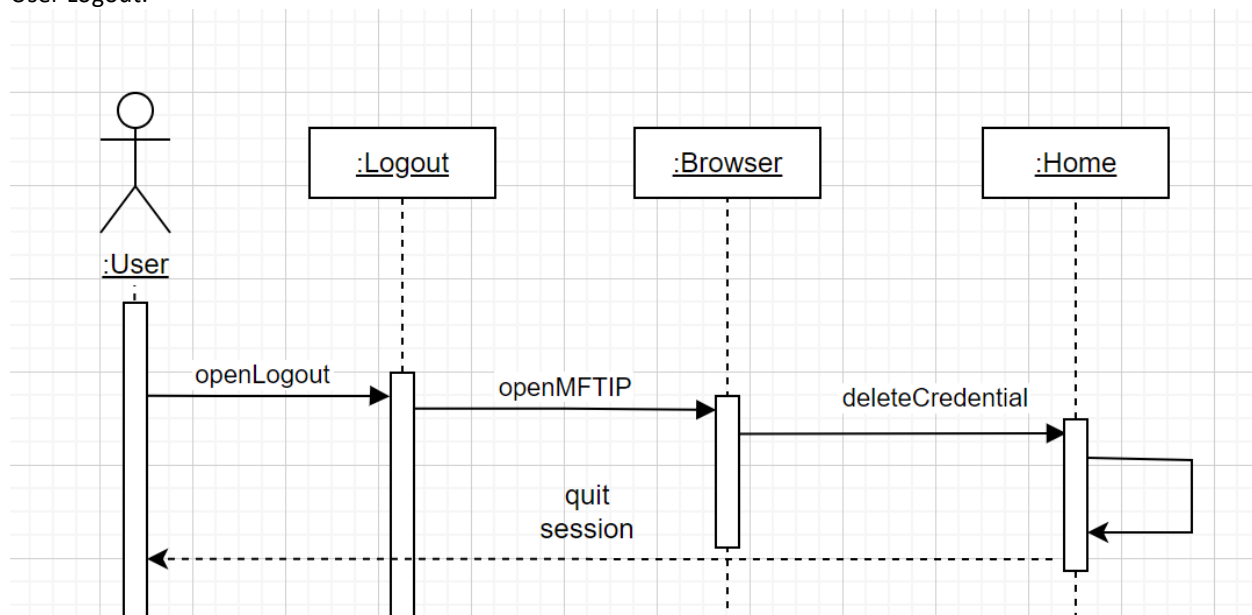 User Logout:
:Logout
:Browser
:Home
:User
openLogout
openMFTIP
deleteCredential
quit
session